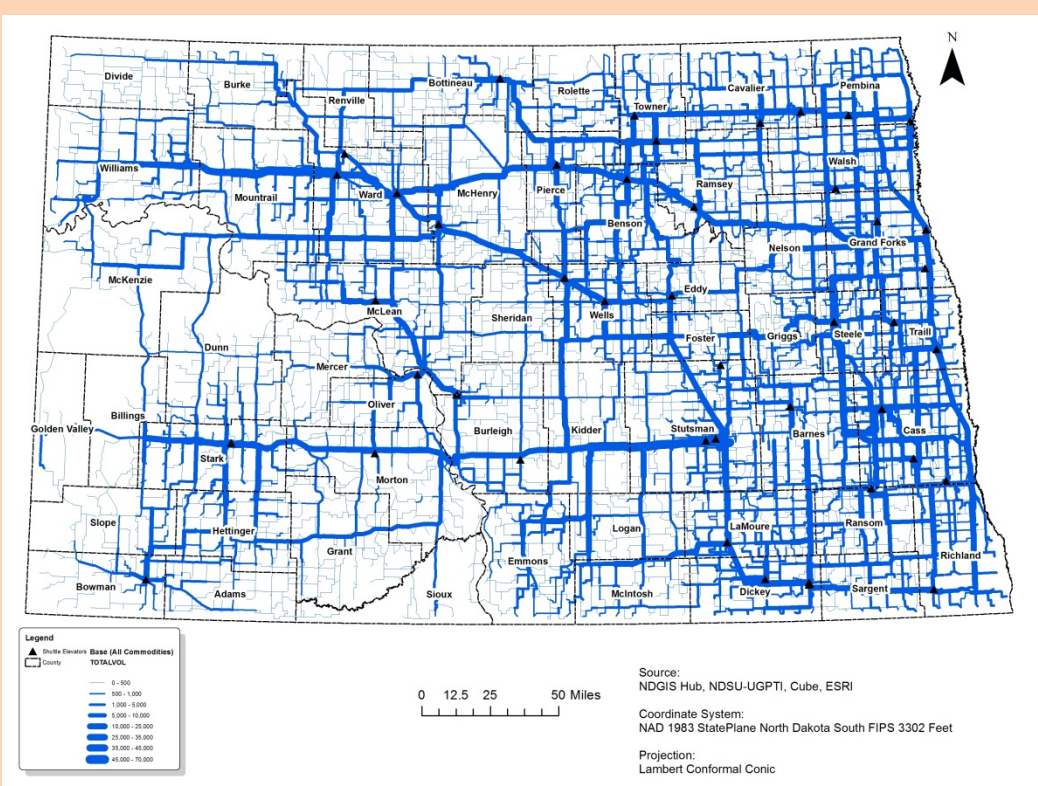 N
Divide
Burke
Renville
Bottineau
Rolette
Towner
Cavalier
Pembina
Williams
Mountrail
Ward
McHenry
Pierce
Benson
Ramsey
Walsh
Nelson
Grand Forks
McKenzie
McLean
Sheridan
Wells
Eddy
Foster
Griggs
Steele
Traill
Dunn
Mercer
Oliver
Billings
Golden Valley
Stark
Burleigh
Kidder
Stutsman
Barnes
Cass
Morton
Slope
Hettinger
Grant
Logan
LaMoure
Ransom
Richland
Emmons
Bowman
Adams
Sioux
McIntosh
Dickey
Sargent
Legend
Shuttle Elevators Base (All Commodities)
County TOTALVOL
0 - 500
500 - 1,000
1,000 - 5,000
5,000 - 10,000
10,000 - 25,000
25,000 - 35,000
35,000 - 45,000
45,000 - 70,000
0 12.5 25 50 Miles
Source:
NDGIS Hub, NDSU-UGPTI, Cube, ESRI
Coordinate System:
NAD 1983 StatePlane North Dakota South FIPS 3302 Feet
Projection:
Lambert Conformal Conic